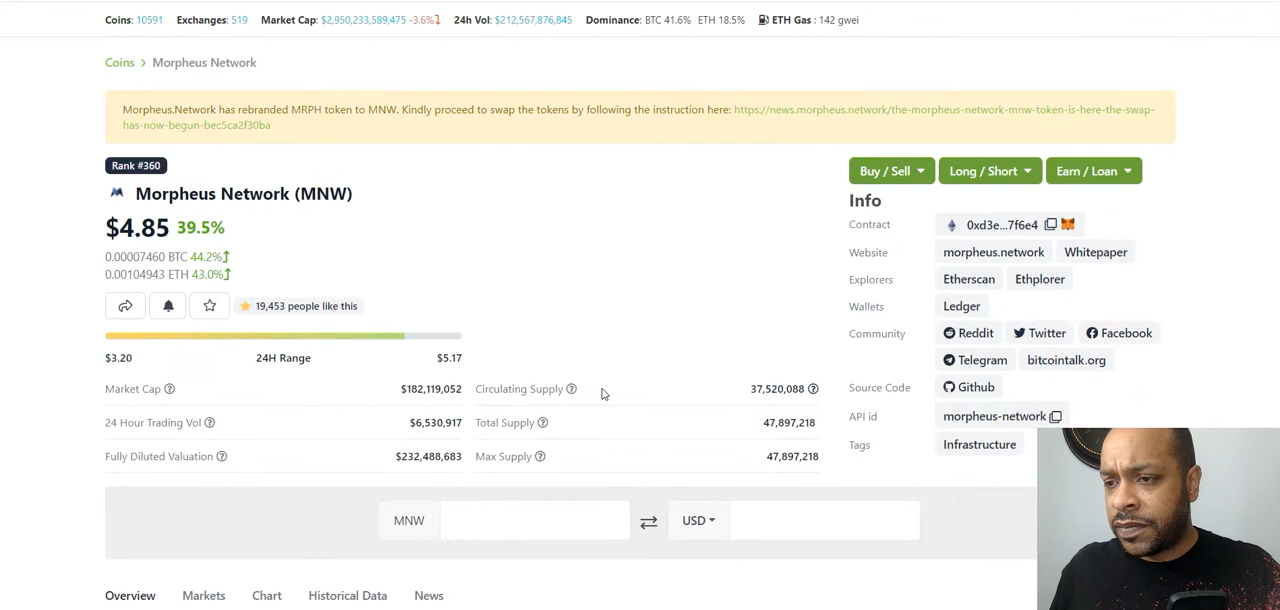 Coins: 10591 Exchanges: 519 Market Cap: $2,950,233,589,475 -3.6% 24h Vol: $212,567,876,845 Dominance: BTC 41.6% ETH 18.5% ETH Gas : 142 gwei
Coins > Morpheus Network
Morpheus.Network has rebranded MRPH token to MNW. Kindly proceed to swap the tokens by following the instruction here: https://news.morpheus.network/the-morpheus-network-mnw-token-is-here-the-swap-
has-now-begun-bec5ca2f30ba
Rank #360
Morpheus Network (MNW)
$4.85 39.5%
0.00007460 BTC 44.2%
0.00104943 ETH 43.0%
19,453 people like this
$3.20 24H Range $5.17
Market Cap $182,119,052 Circulating Supply 37,520,088
24 Hour Trading Vol $6,530,917 Total Supply 47,897,218
Fully Diluted Valuation $232,488,683 Max Supply 47,897,218
Buy / Sell Long / Short Earn / Loan
Info
Contract 0xd3e...7f6e4
Website morpheus.network Whitepaper
Explorers Etherscan Ethplorer
Wallets Ledger
Community Reddit Twitter Facebook
Telegram bitcointalk.org
Source Code Github
API id morpheus-network
Tags Infrastructure
MNW USD
Overview Markets Chart Historical Data News